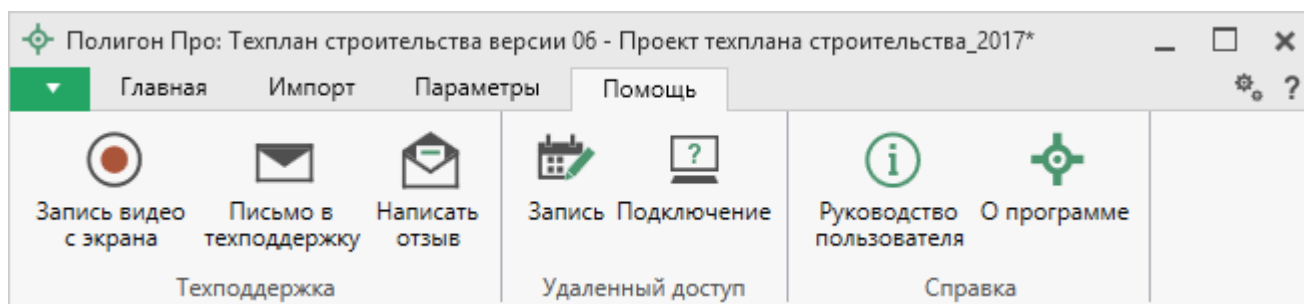 Полигон Про: Техплан строительства версии 06 - Проект техплана строительства_2017*
Главная Импорт Параметры Помощь ?
Запись видео с экрана
Письмо в техподдержку
Написать отзыв
Запись
?
Подключение
Руководство пользователя
О программе
Техподдержка Удаленный доступ Справка